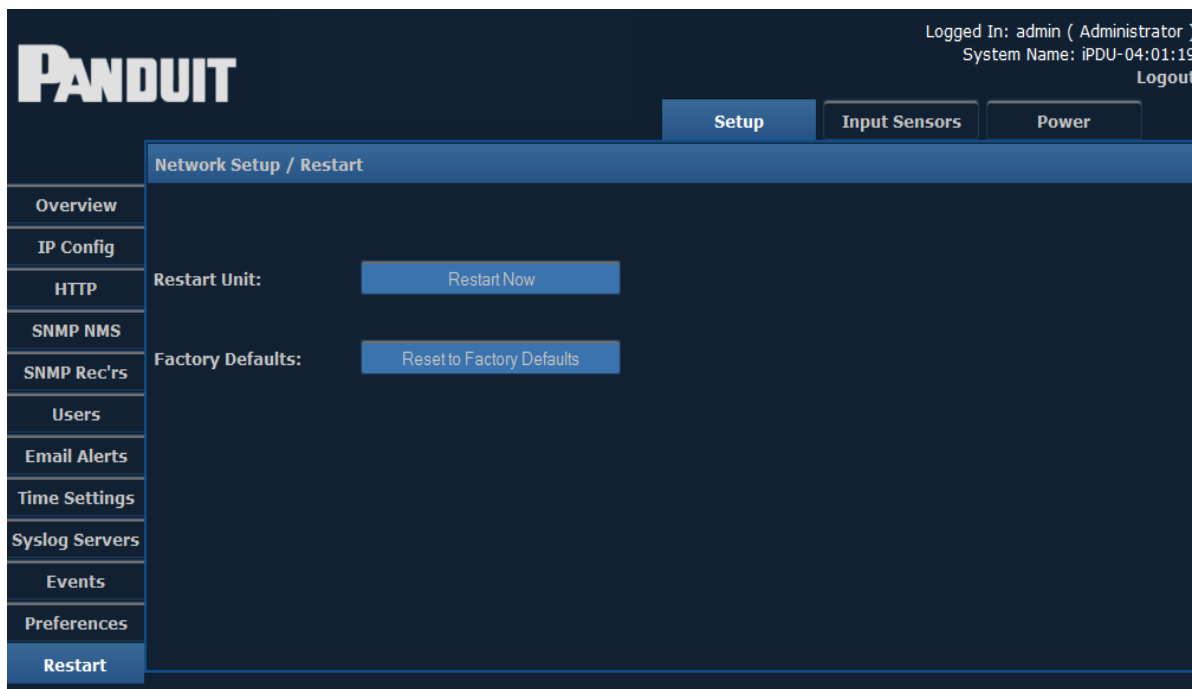 PANDUIT
Logged In: admin ( Administrator )
System Name: iPDU-04:01:19
Logout
Setup Input Sensors Power
Network Setup / Restart
Overview
IP Config
HTTP
SNMP NMS
SNMP Rec'rs
Users
Email Alerts
Time Settings
Syslog Servers
Events
Preferences
Restart
Restart Unit: Restart Now
Factory Defaults: Reset to Factory Defaults